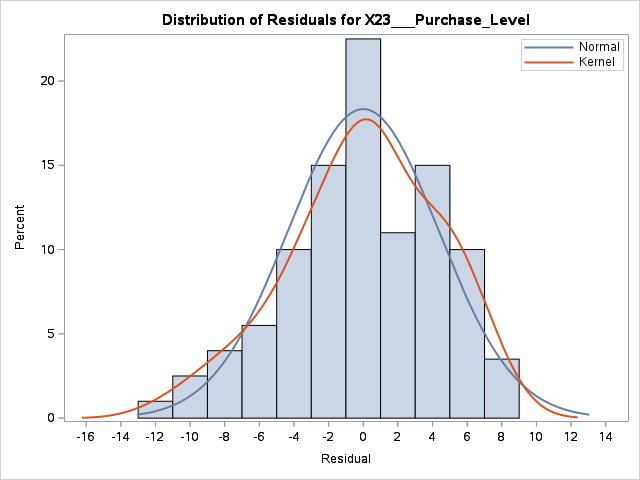 Distribution of Residuals for X23___Purchase_Level
Normal
Kernel
20
15
10
5
0
Percent
-16 -14 -12 -10 -8 -6 -4 -2 0 2 4 6 8 10 12 14
Residual